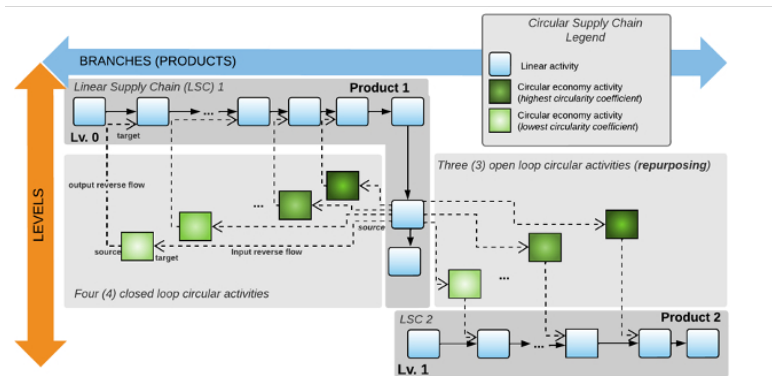 BRANCHES (PRODUCTS)
Circular Supply Chain
Legend
Linear activity
Circular economy activity
(highest circularity coefficient)
Circular economy activity
(lowest circularity coefficient)
LEVELS
Linear Supply Chain (LSC) 1
Product 1
...
Lv. 0
target
output reverse flow
...
source
target
Input reverse flow
source
Four (4) closed loop circular activities
Three (3) open loop circular activities (repurposing)
...
LSC 2
Product 2
...
Lv. 1